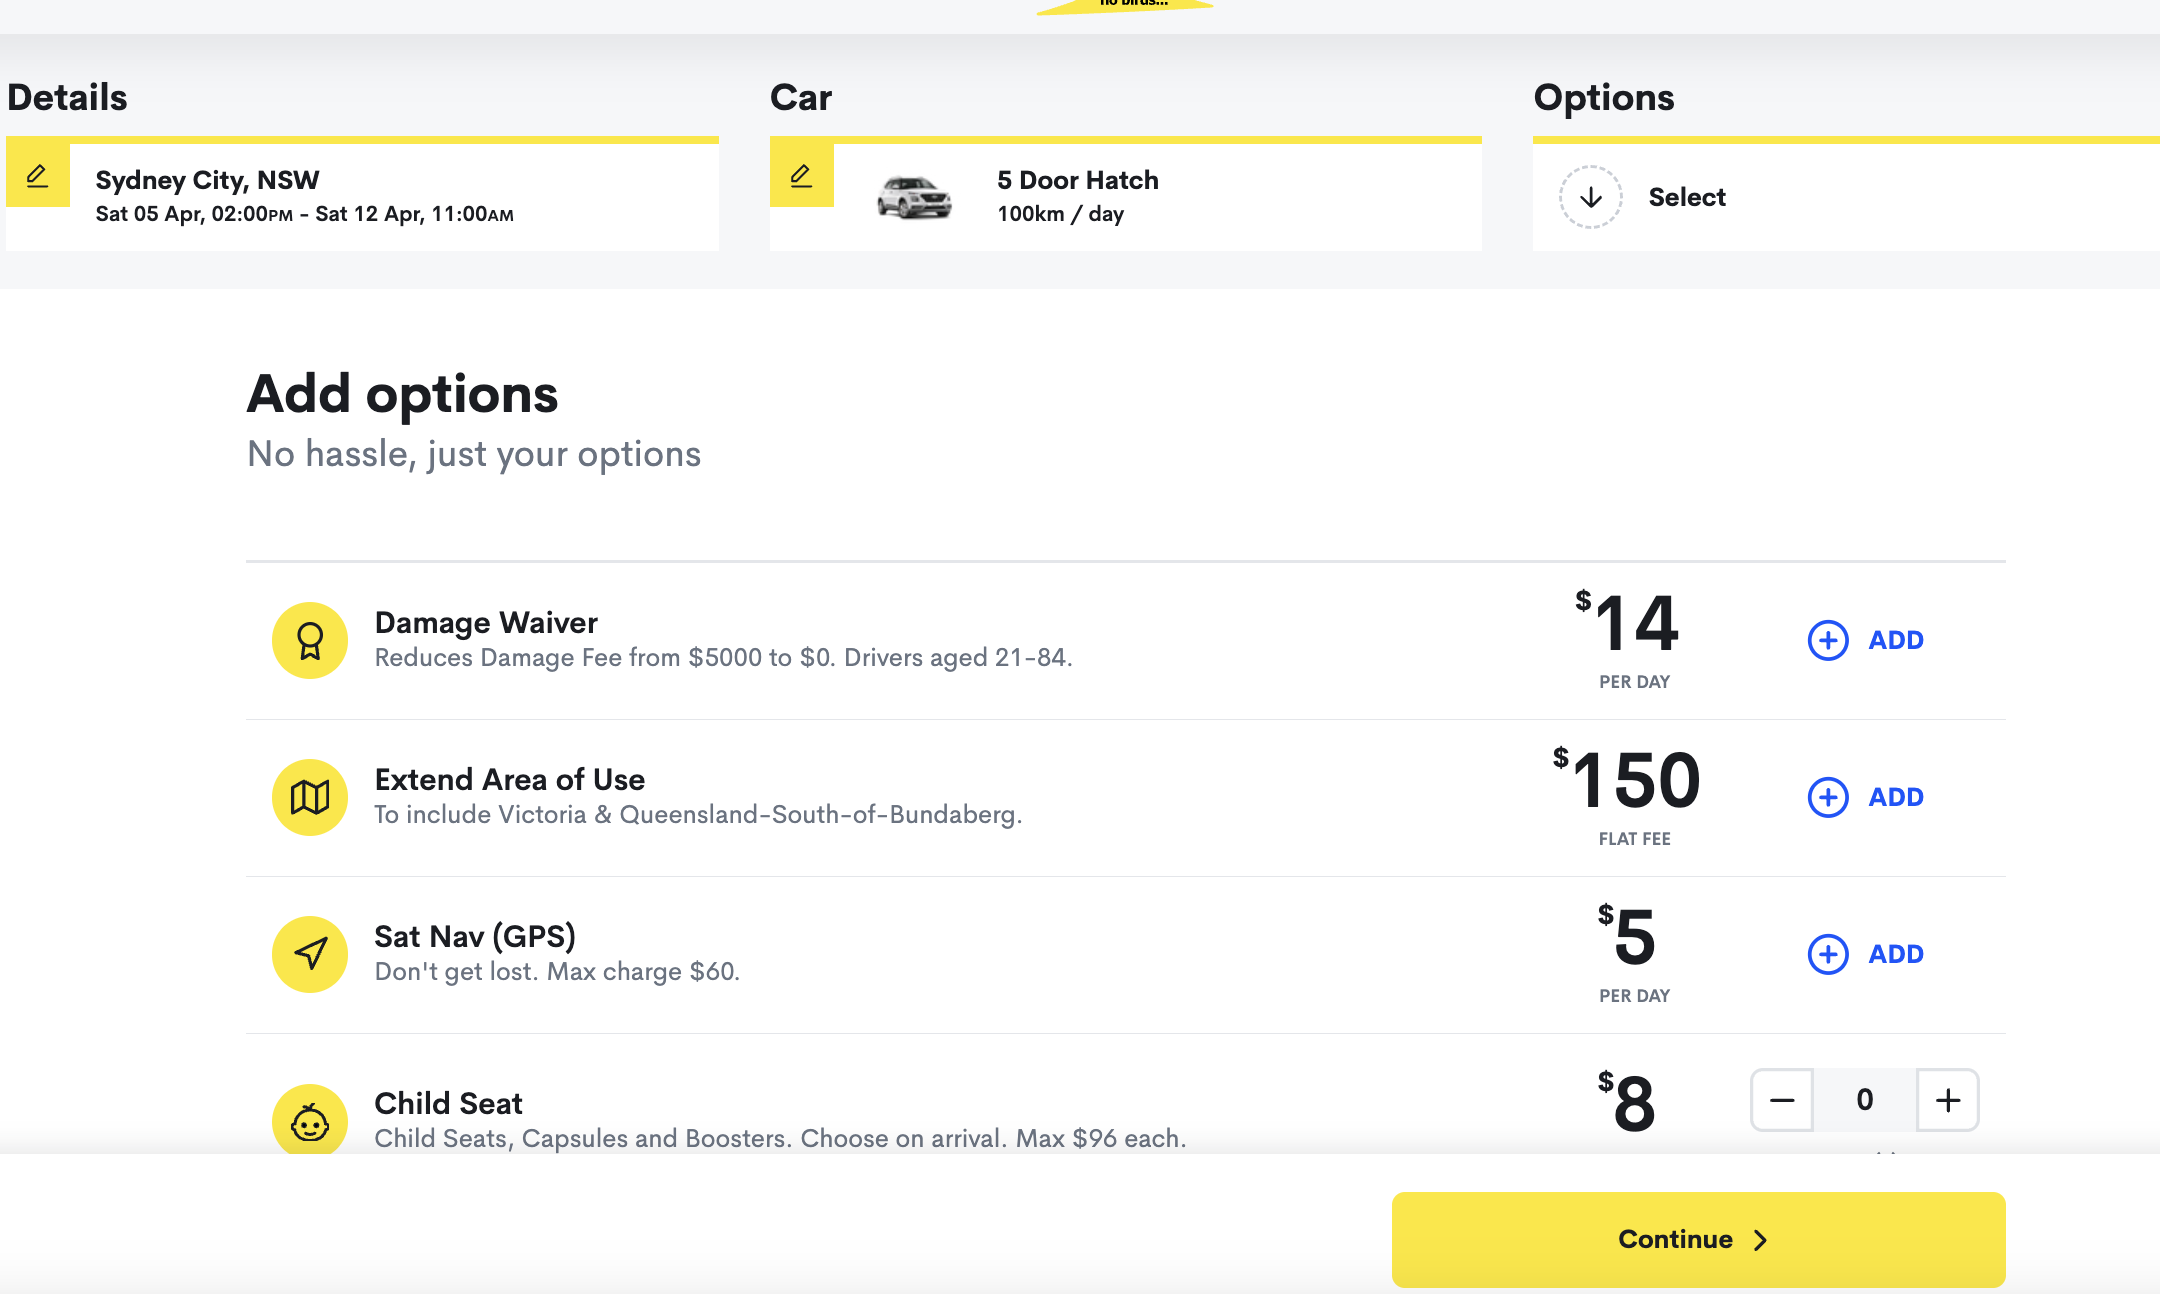 no birds...
Details
Car
Options
Sydney City, NSW
Sat 05 Apr, 02:00PM - Sat 12 Apr, 11:00AM
5 Door Hatch
100km / day
Select
Add options
No hassle, just your options
Damage Waiver
Reduces Damage Fee from $5000 to $0. Drivers aged 21-84.
$14
PER DAY
ADD
Extend Area of Use
To include Victoria & Queensland-South-of-Bundaberg.
$150
FLAT FEE
ADD
Sat Nav (GPS)
Don't get lost. Max charge $60.
$5
PER DAY
ADD
Child Seat
Child Seats, Capsules and Boosters. Choose on arrival. Max $96 each.
$8
0
Continue